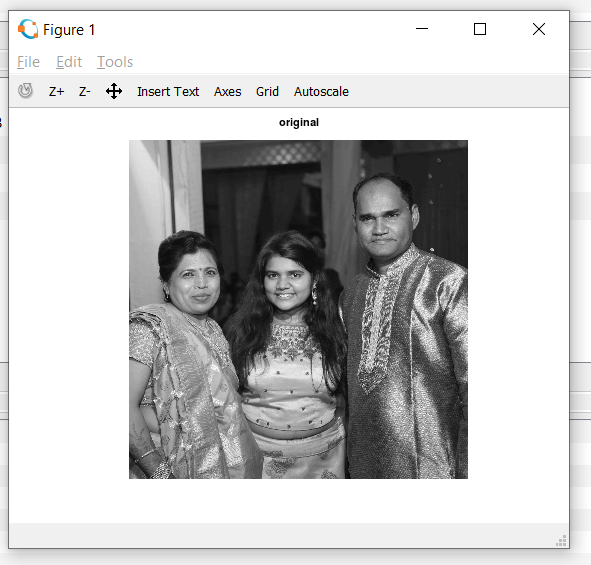 Figure 1
File Edit Tools
Z+ Z- Insert Text Axes Grid Autoscale
original